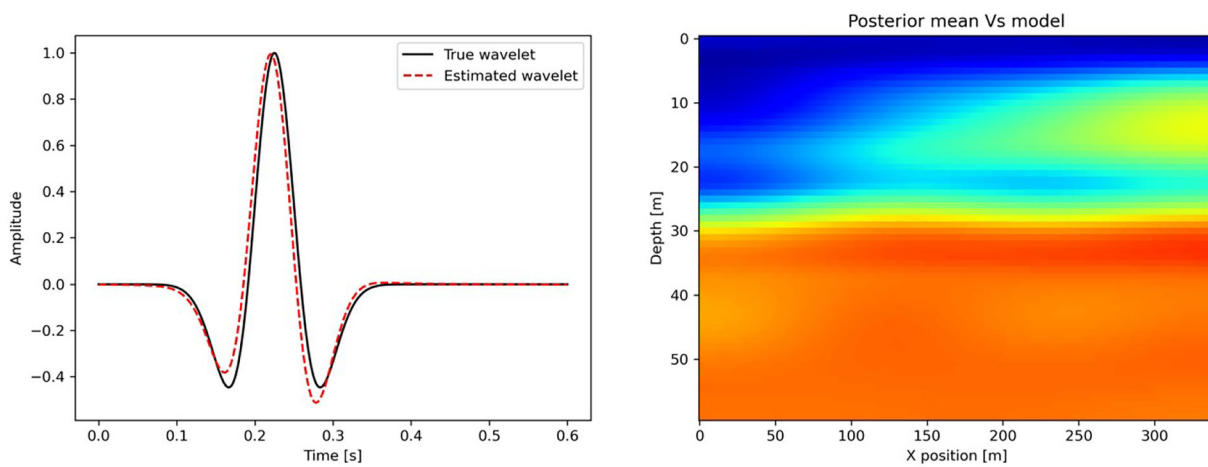 True wavelet
Estimated wavelet
1.0
0.8
0.6
0.4
0.2
0.0
−0.2
−0.4
Amplitude
0.0 0.1 0.2 0.3 0.4 0.5 0.6
Time [s]
Posterior mean Vs model
0
10
20
30
40
50
Depth [m]
0 50 100 150 200 250 300
X position [m]